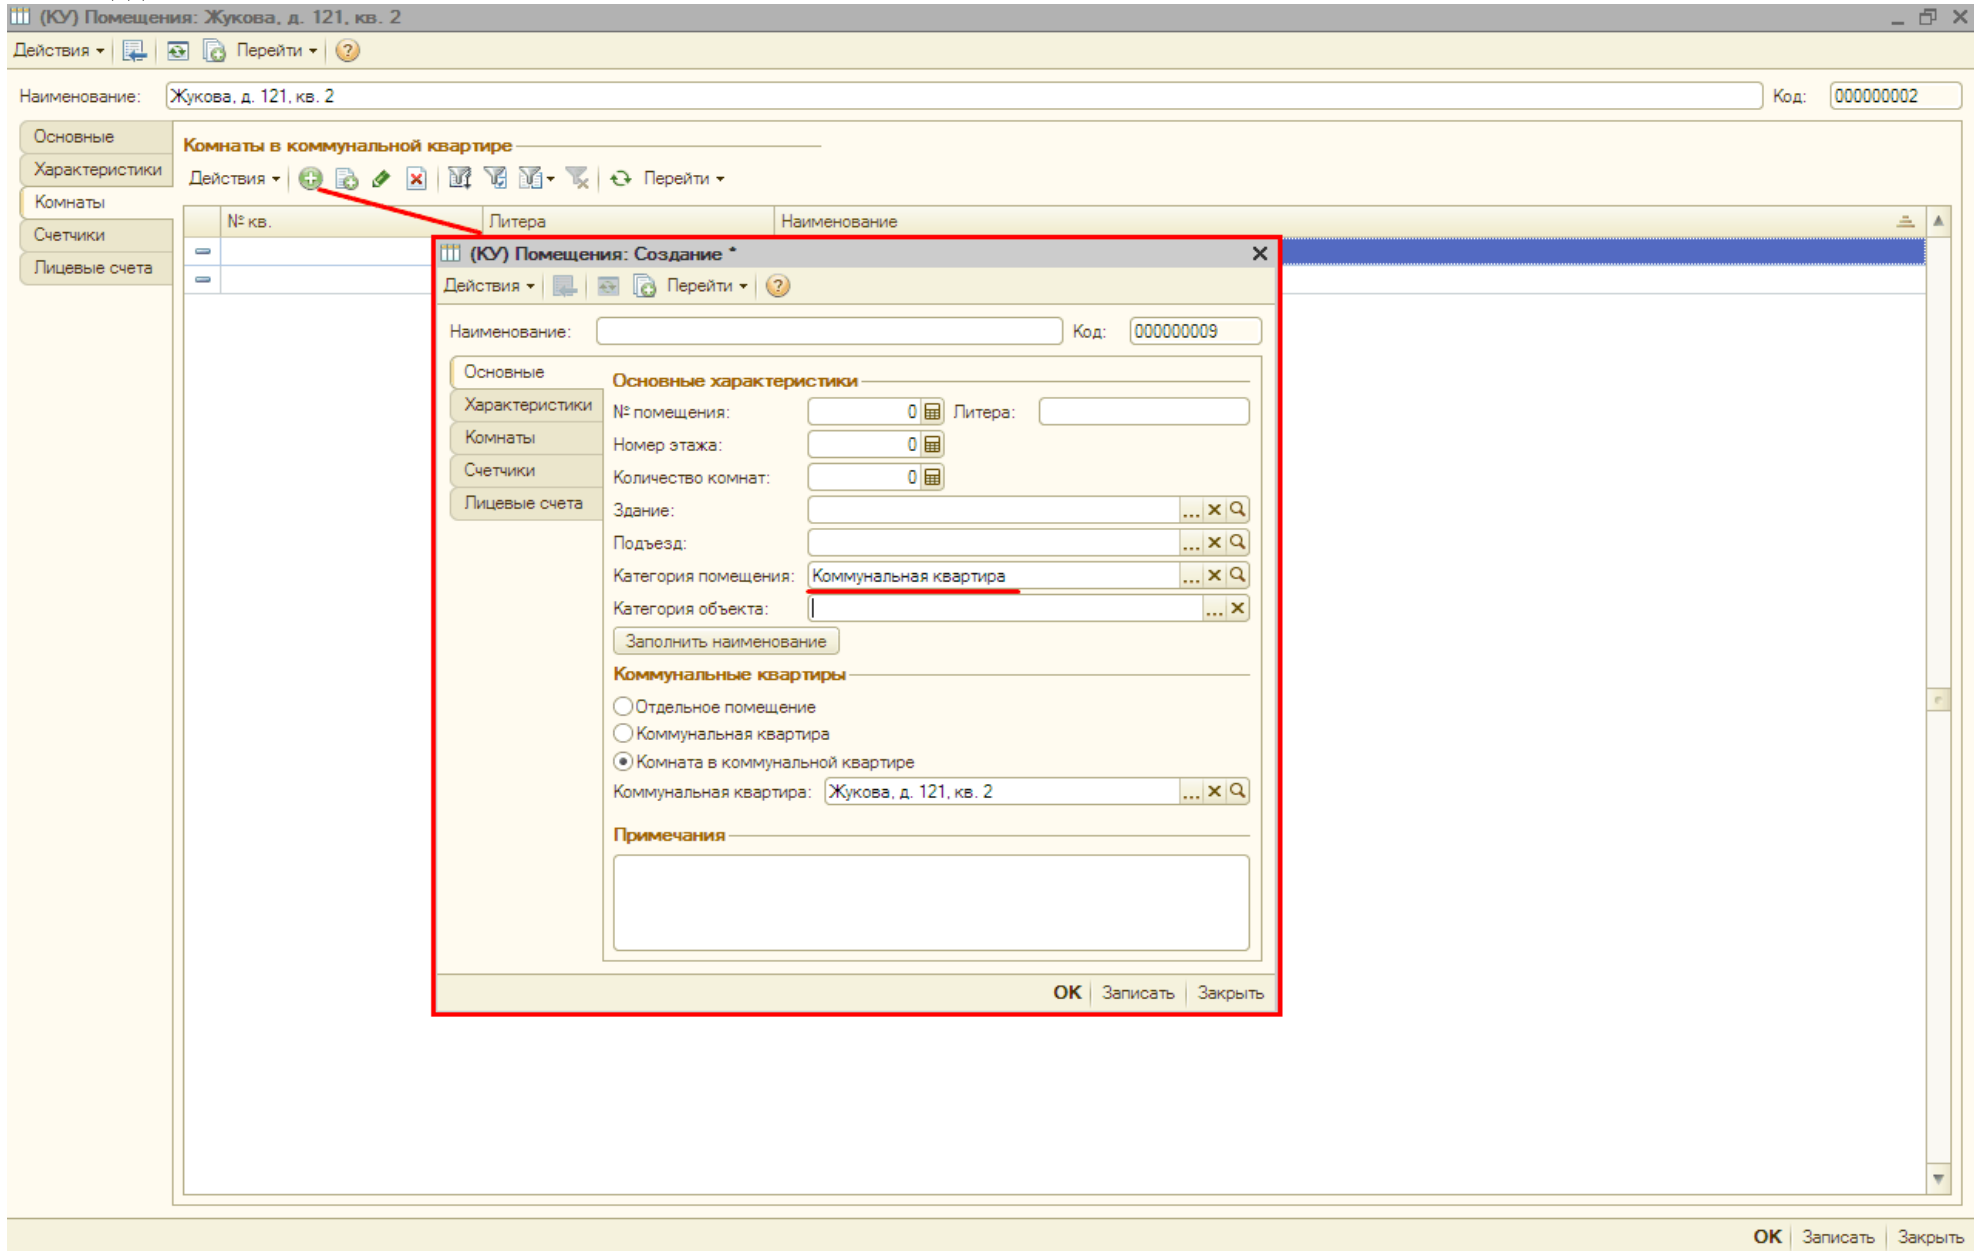 (КУ) Помещения: Жукова, д. 121, кв. 2
Действия Перейти
Наименование: Жукова, д. 121, кв. 2 Код: 000000002
Основные
Характеристики
Комнаты
Счетчики
Лицевые счета
Комнаты в коммунальной квартире
Действия Перейти
№ кв. Литера Наименование
(КУ) Помещения: Создание *
Действия Перейти
Наименование: Код: 000000009
Основные
Характеристики
Комнаты
Счетчики
Лицевые счета
Основные характеристики
№ помещения: 0 Литера:
Номер этажа: 0
Количество комнат: 0
Здание: ...
Подъезд: ...
Категория помещения: Коммунальная квартира ...
Категория объекта: ...
Заполнить наименование
Коммунальные квартиры
Отдельное помещение
Коммунальная квартира
Комната в коммунальной квартире
Коммунальная квартира: Жукова, д. 121, кв. 2 ...
Примечания
OK Записать Закрыть
OK Записать Закрыть